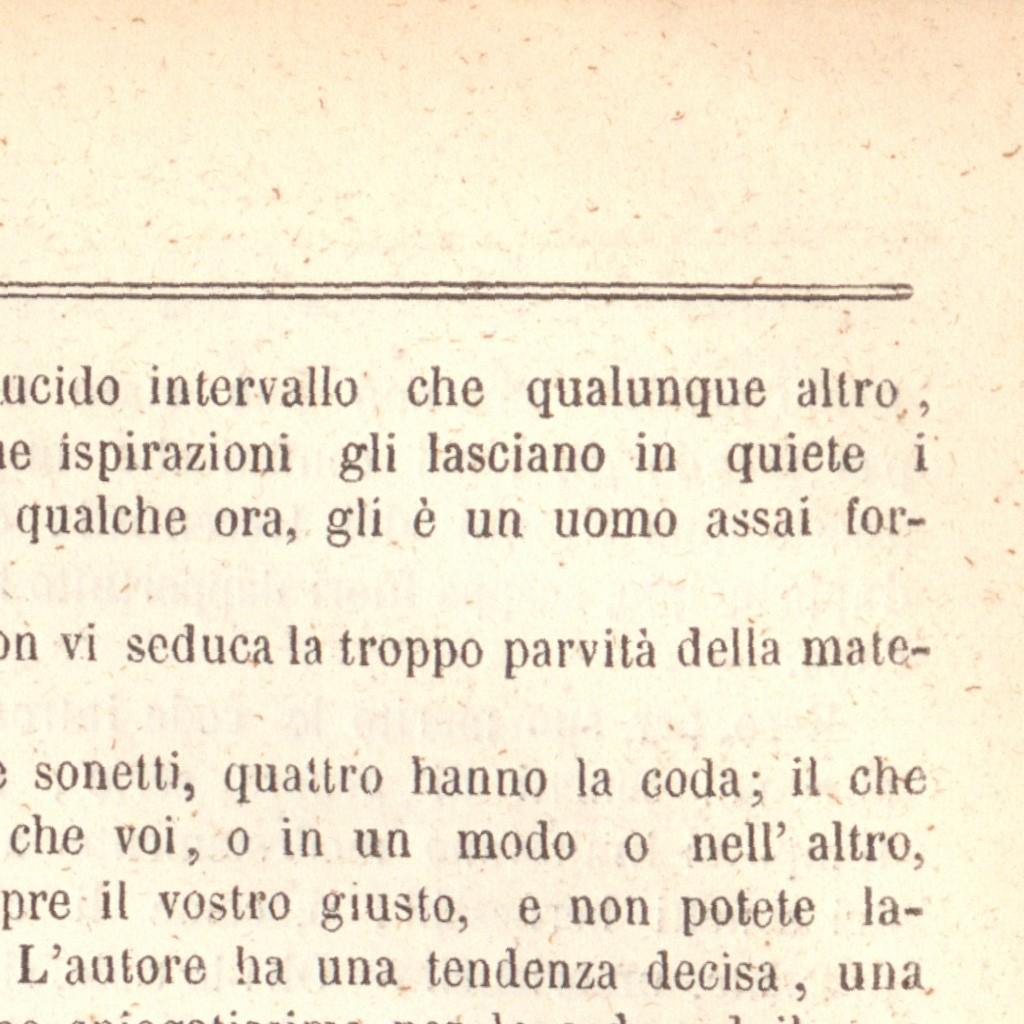 ucido intervallo che qualunque altro,
ue ispirazioni gli lasciano in quiete i
qualche ora, gli è un uomo assai for-
on vi seduca la troppo parvità della mate-
e sonetti, quattro hanno la coda; il che
che voi, o in un modo o nell' altro,
pre il vostro giusto, e non potete la-
L'autore ha una tendenza decisa, una